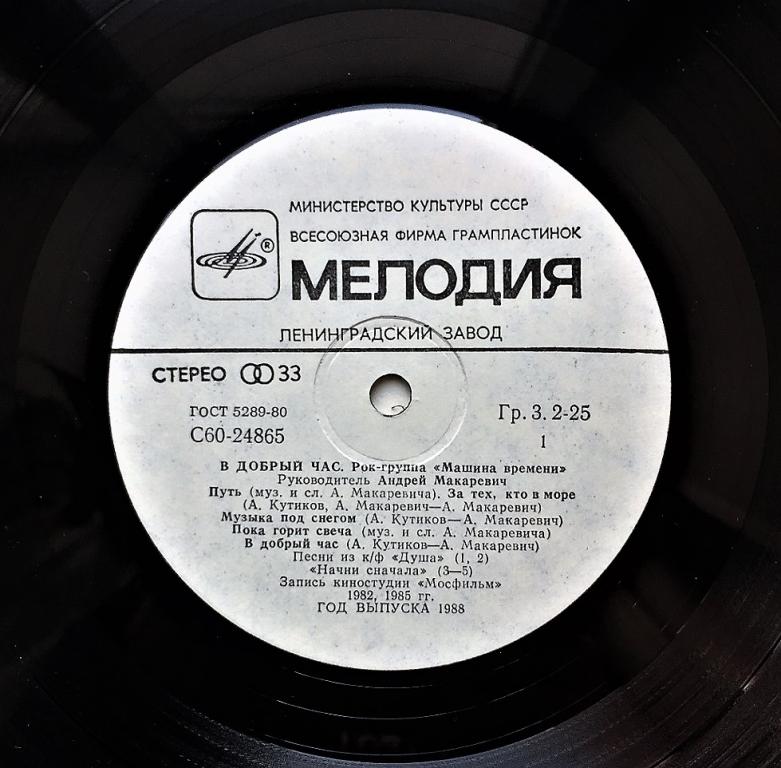 МИНИСТЕРСТВО КУЛЬТУРЫ СССР
ВСЕСОЮЗНАЯ ФИРМА ГРАМПЛАСТИНОК
®
МЕЛОДИЯ
ЛЕНИНГРАДСКИЙ ЗАВОД
СТЕРЕО 33
ГОСТ 5289-80
Гр. 3. 2-25
С60-24865
1
В ДОБРЫЙ ЧАС. Рок-группа «Машина времени»
Руководитель Андрей Макаревич
Путь (муз. и сл. А. Макаревича). За тех, кто в море
(А. Кутиков, А. Макаревич—А. Макаревич)
Музыка под снегом (А. Кутиков—А. Макаревич)
Пока горит свеча (муз. и сл. А. Макаревича)
В добрый час (А. Кутиков—А. Макаревич)
Песни из к/ф «Душа» (1, 2)
«Начни сначала» (3—5)
Запись киностудии «Мосфильм»
1982, 1985 гг.
ГОД ВЫПУСКА 1988